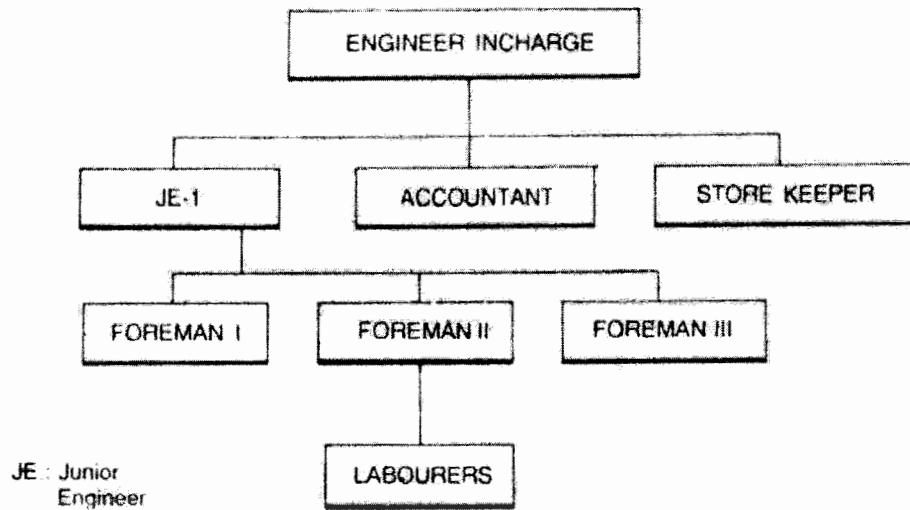 ENGINEER INCHARGE
JE-1
ACCOUNTANT
STORE KEEPER
FOREMAN I
FOREMAN II
FOREMAN III
LABOURERS
JE : Junior
Engineer